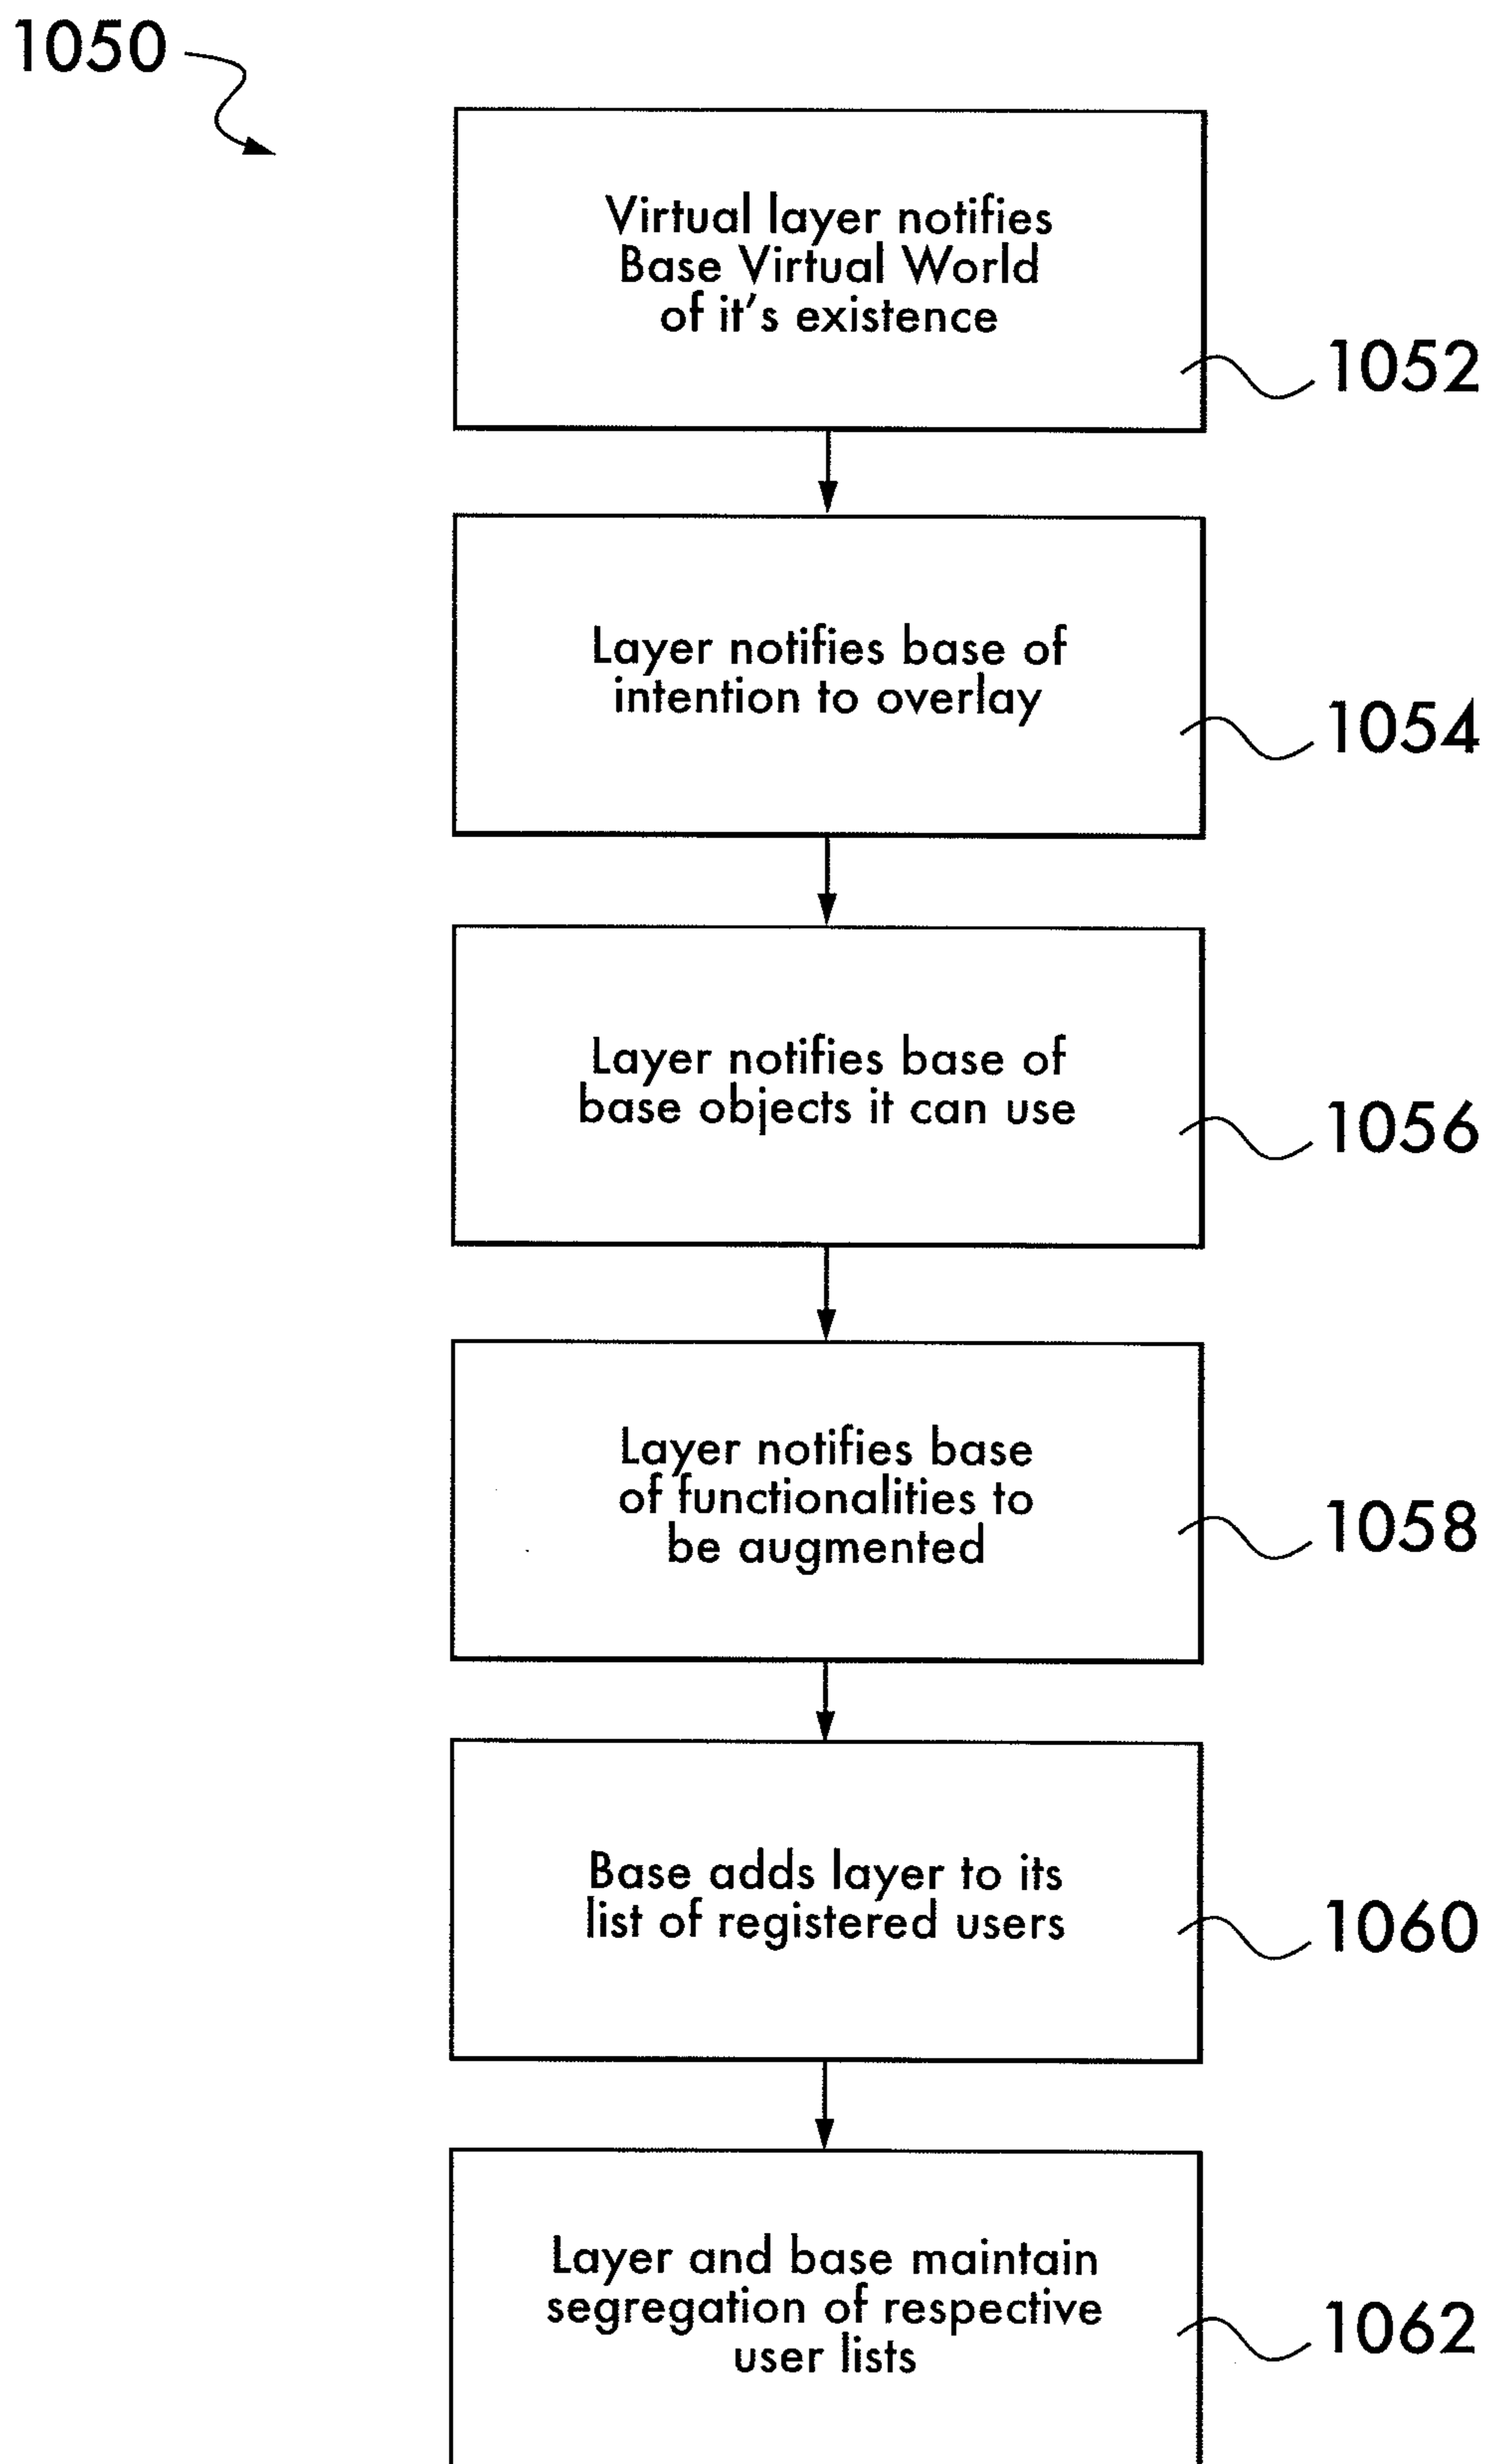 1050
Virtual layer notifies
Base Virtual World
of it's existence
1052
Layer notifies base of
intention to overlay
1054
Layer notifies base of
base objects it can use
1056
Layer notifies base
of functionalities to
be augmented
1058
Base adds layer to its
list of registered users
1060
Layer and base maintain
segregation of respective
user lists
1062